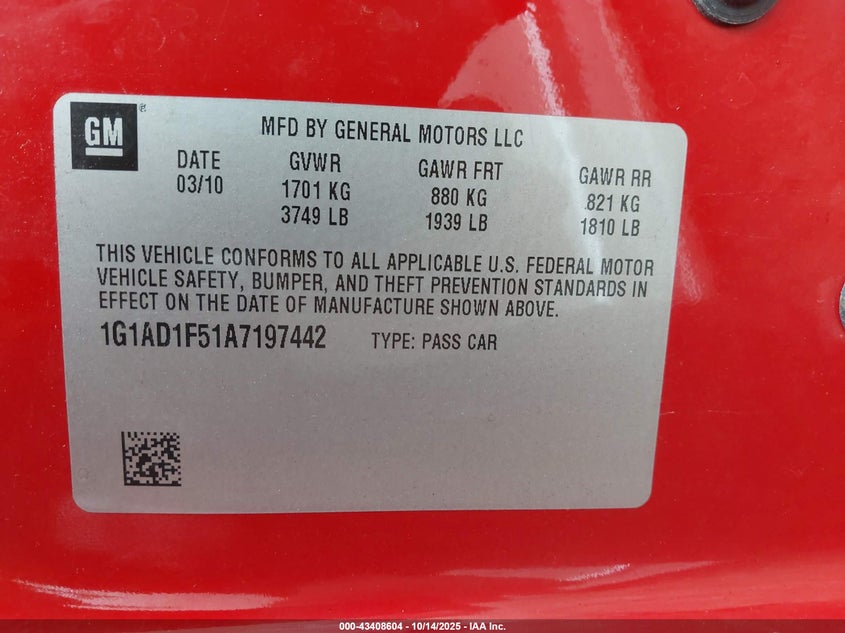 GM
®
MFD BY GENERAL MOTORS LLC
DATE GVWR GAWR FRT GAWR RR
03/10 1701 KG 880 KG 821 KG
3749 LB 1939 LB 1810 LB
THIS VEHICLE CONFORMS TO ALL APPLICABLE U.S. FEDERAL MOTOR
VEHICLE SAFETY, BUMPER, AND THEFT PREVENTION STANDARDS IN
EFFECT ON THE DATE OF MANUFACTURE SHOWN ABOVE.
1G1AD1F51A7197442 TYPE: PASS CAR
000-43408604 - 10/14/2025 - IAA Inc.